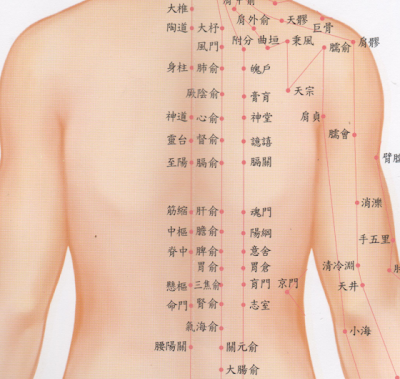 肩中俞
大椎 肩外俞 天髎 巨骨
陶道 大杼 附分 曲垣 秉風 臑俞 肩髎
風門
身柱 肺俞 魄戶
厥陰俞 膏肓 天宗
神道 心俞 神堂 肩貞
靈台 督俞 譩譆 臑會
至陽 膈俞 膈關
筋縮 肝俞 魂門 消濼
中樞 膽俞 陽綱 手五里
脊中 脾俞 意舍
胃俞 胃倉 清冷淵
懸樞 三焦俞 肓門 京門 天井
命門 腎俞 志室
氣海俞 小海
腰陽關 關元俞
大腸俞